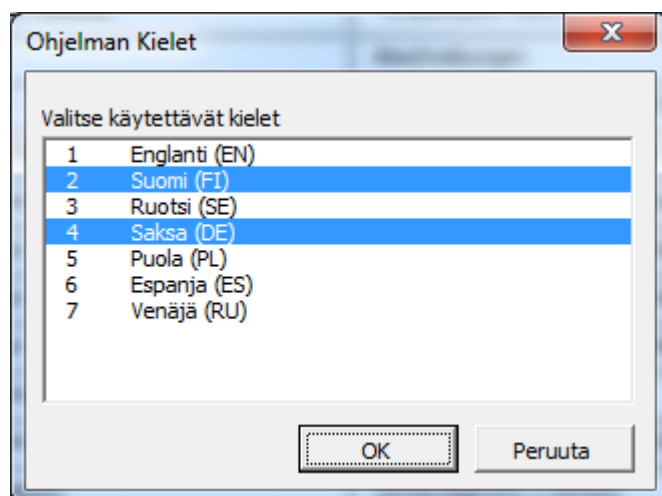 Ohjelman Kielet
Valitse käytettävät kielet
1 Englanti (EN)
2 Suomi (FI)
3 Ruotsi (SE)
4 Saksa (DE)
5 Puola (PL)
6 Espanja (ES)
7 Venäjä (RU)
OK Peruuta